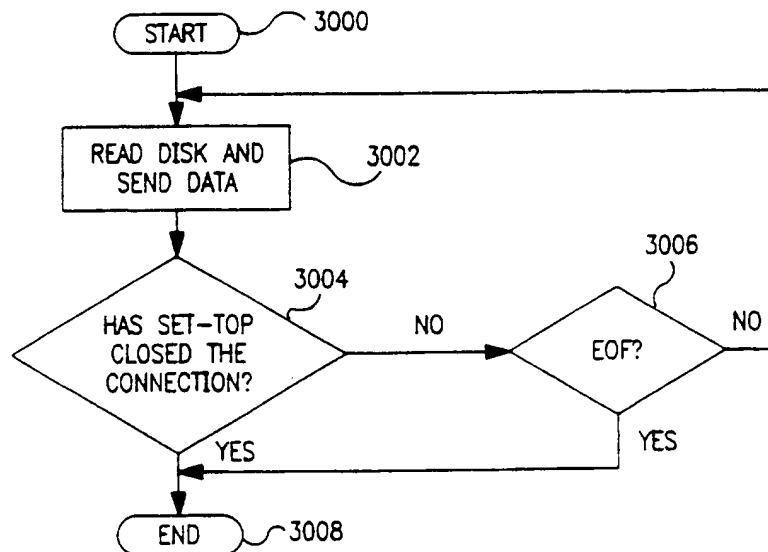 START
3000
READ DISK AND
SEND DATA
3002
HAS SET-TOP
CLOSED THE
CONNECTION?
3004
NO
EOF?
3006
NO
YES
YES
END
3008